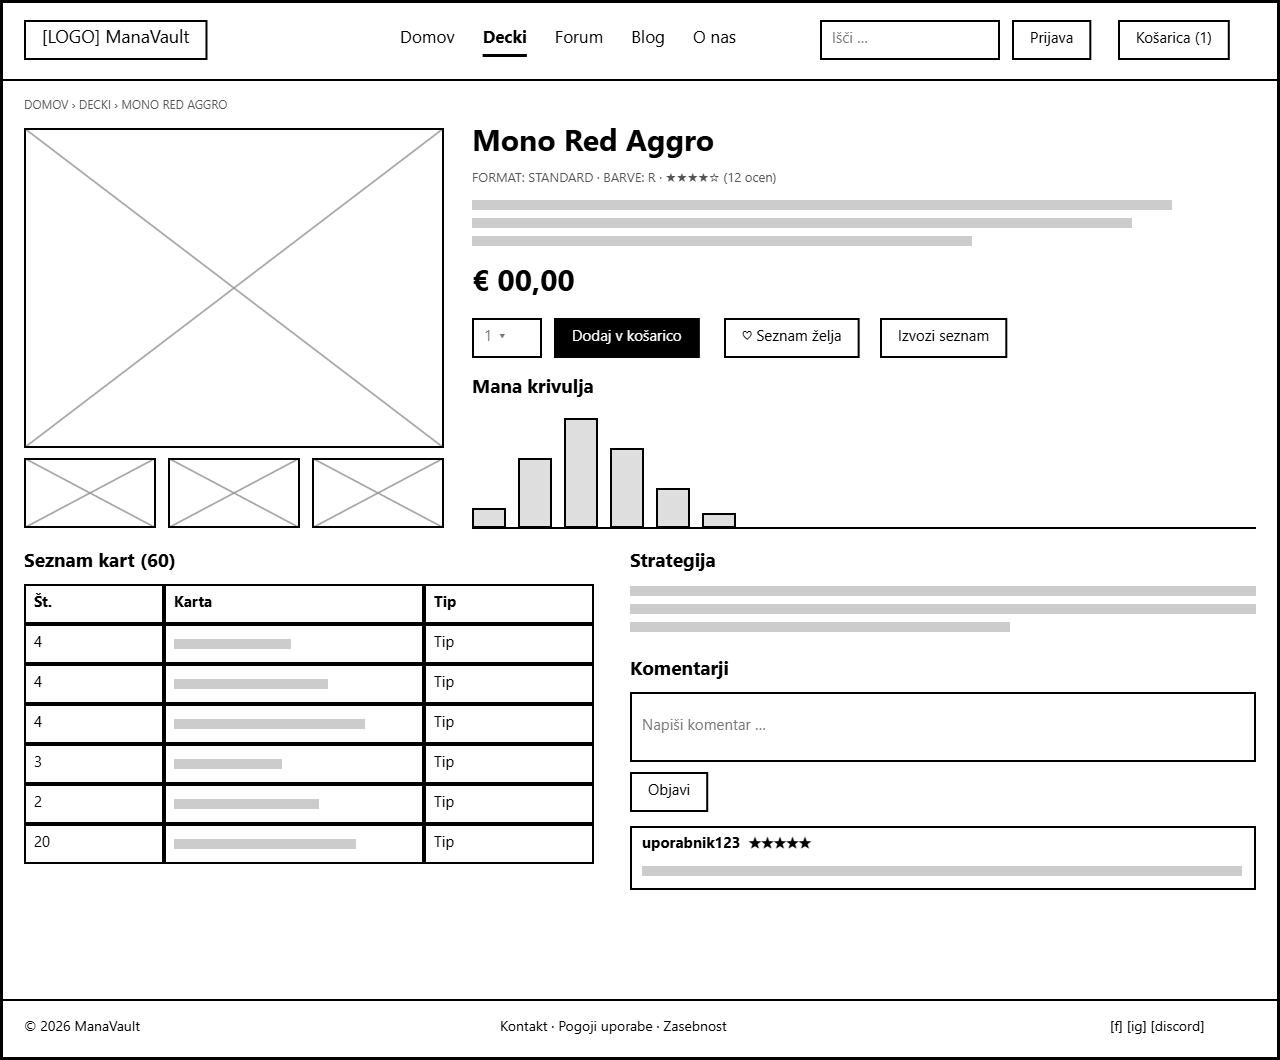 [LOGO] ManaVault
Domov Decki Forum Blog O nas
Išči ...
Prijava
Košarica (1)
DOMOV › DECKI › MONO RED AGGRO
Mono Red Aggro
FORMAT: STANDARD · BARVE: R · ★★★★☆ (12 ocen)
€ 00,00
1 ▾
Dodaj v košarico
♡ Seznam želja
Izvozi seznam
Mana krivulja
Seznam kart (60)
Št. Karta Tip
4 Tip
4 Tip
4 Tip
3 Tip
2 Tip
20 Tip
Strategija
Komentarji
Napiši komentar ...
Objavi
uporabnik123 ★★★★★
© 2026 ManaVault
Kontakt · Pogoji uporabe · Zasebnost
[f] [ig] [discord]